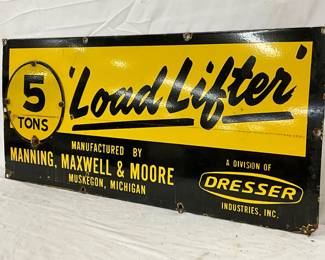 5
TONS
'Load Lifter'
MANUFACTURED BY
MANNING, MAXWELL & MOORE
MUSKEGON, MICHIGAN
A DIVISION OF
DRESSER
INDUSTRIES, INC.